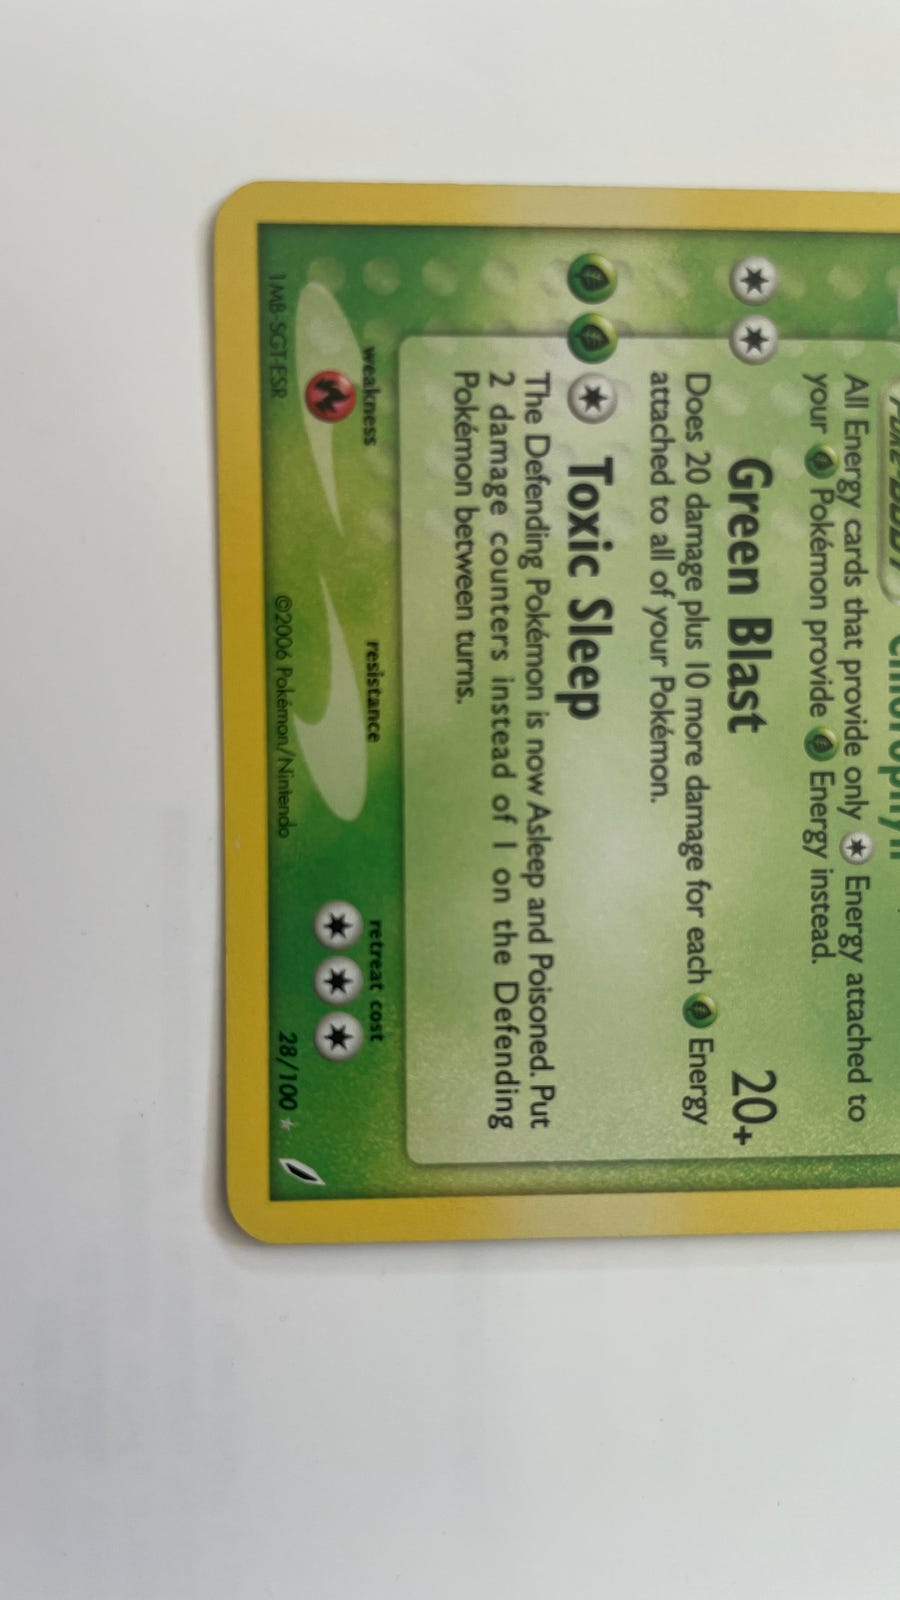 All Energy cards that provide only Energy attached to
your Pokémon provide Energy instead.
Green Blast 20+
Does 20 damage plus 10 more damage for each Energy
attached to all of your Pokémon.
Toxic Sleep
The Defending Pokémon is now Asleep and Poisoned. Put
2 damage counters instead of 1 on the Defending
Pokémon between turns.
weakness resistance retreat cost
1MB-SGT-ESR ©2006 Pokémon/Nintendo 28/100